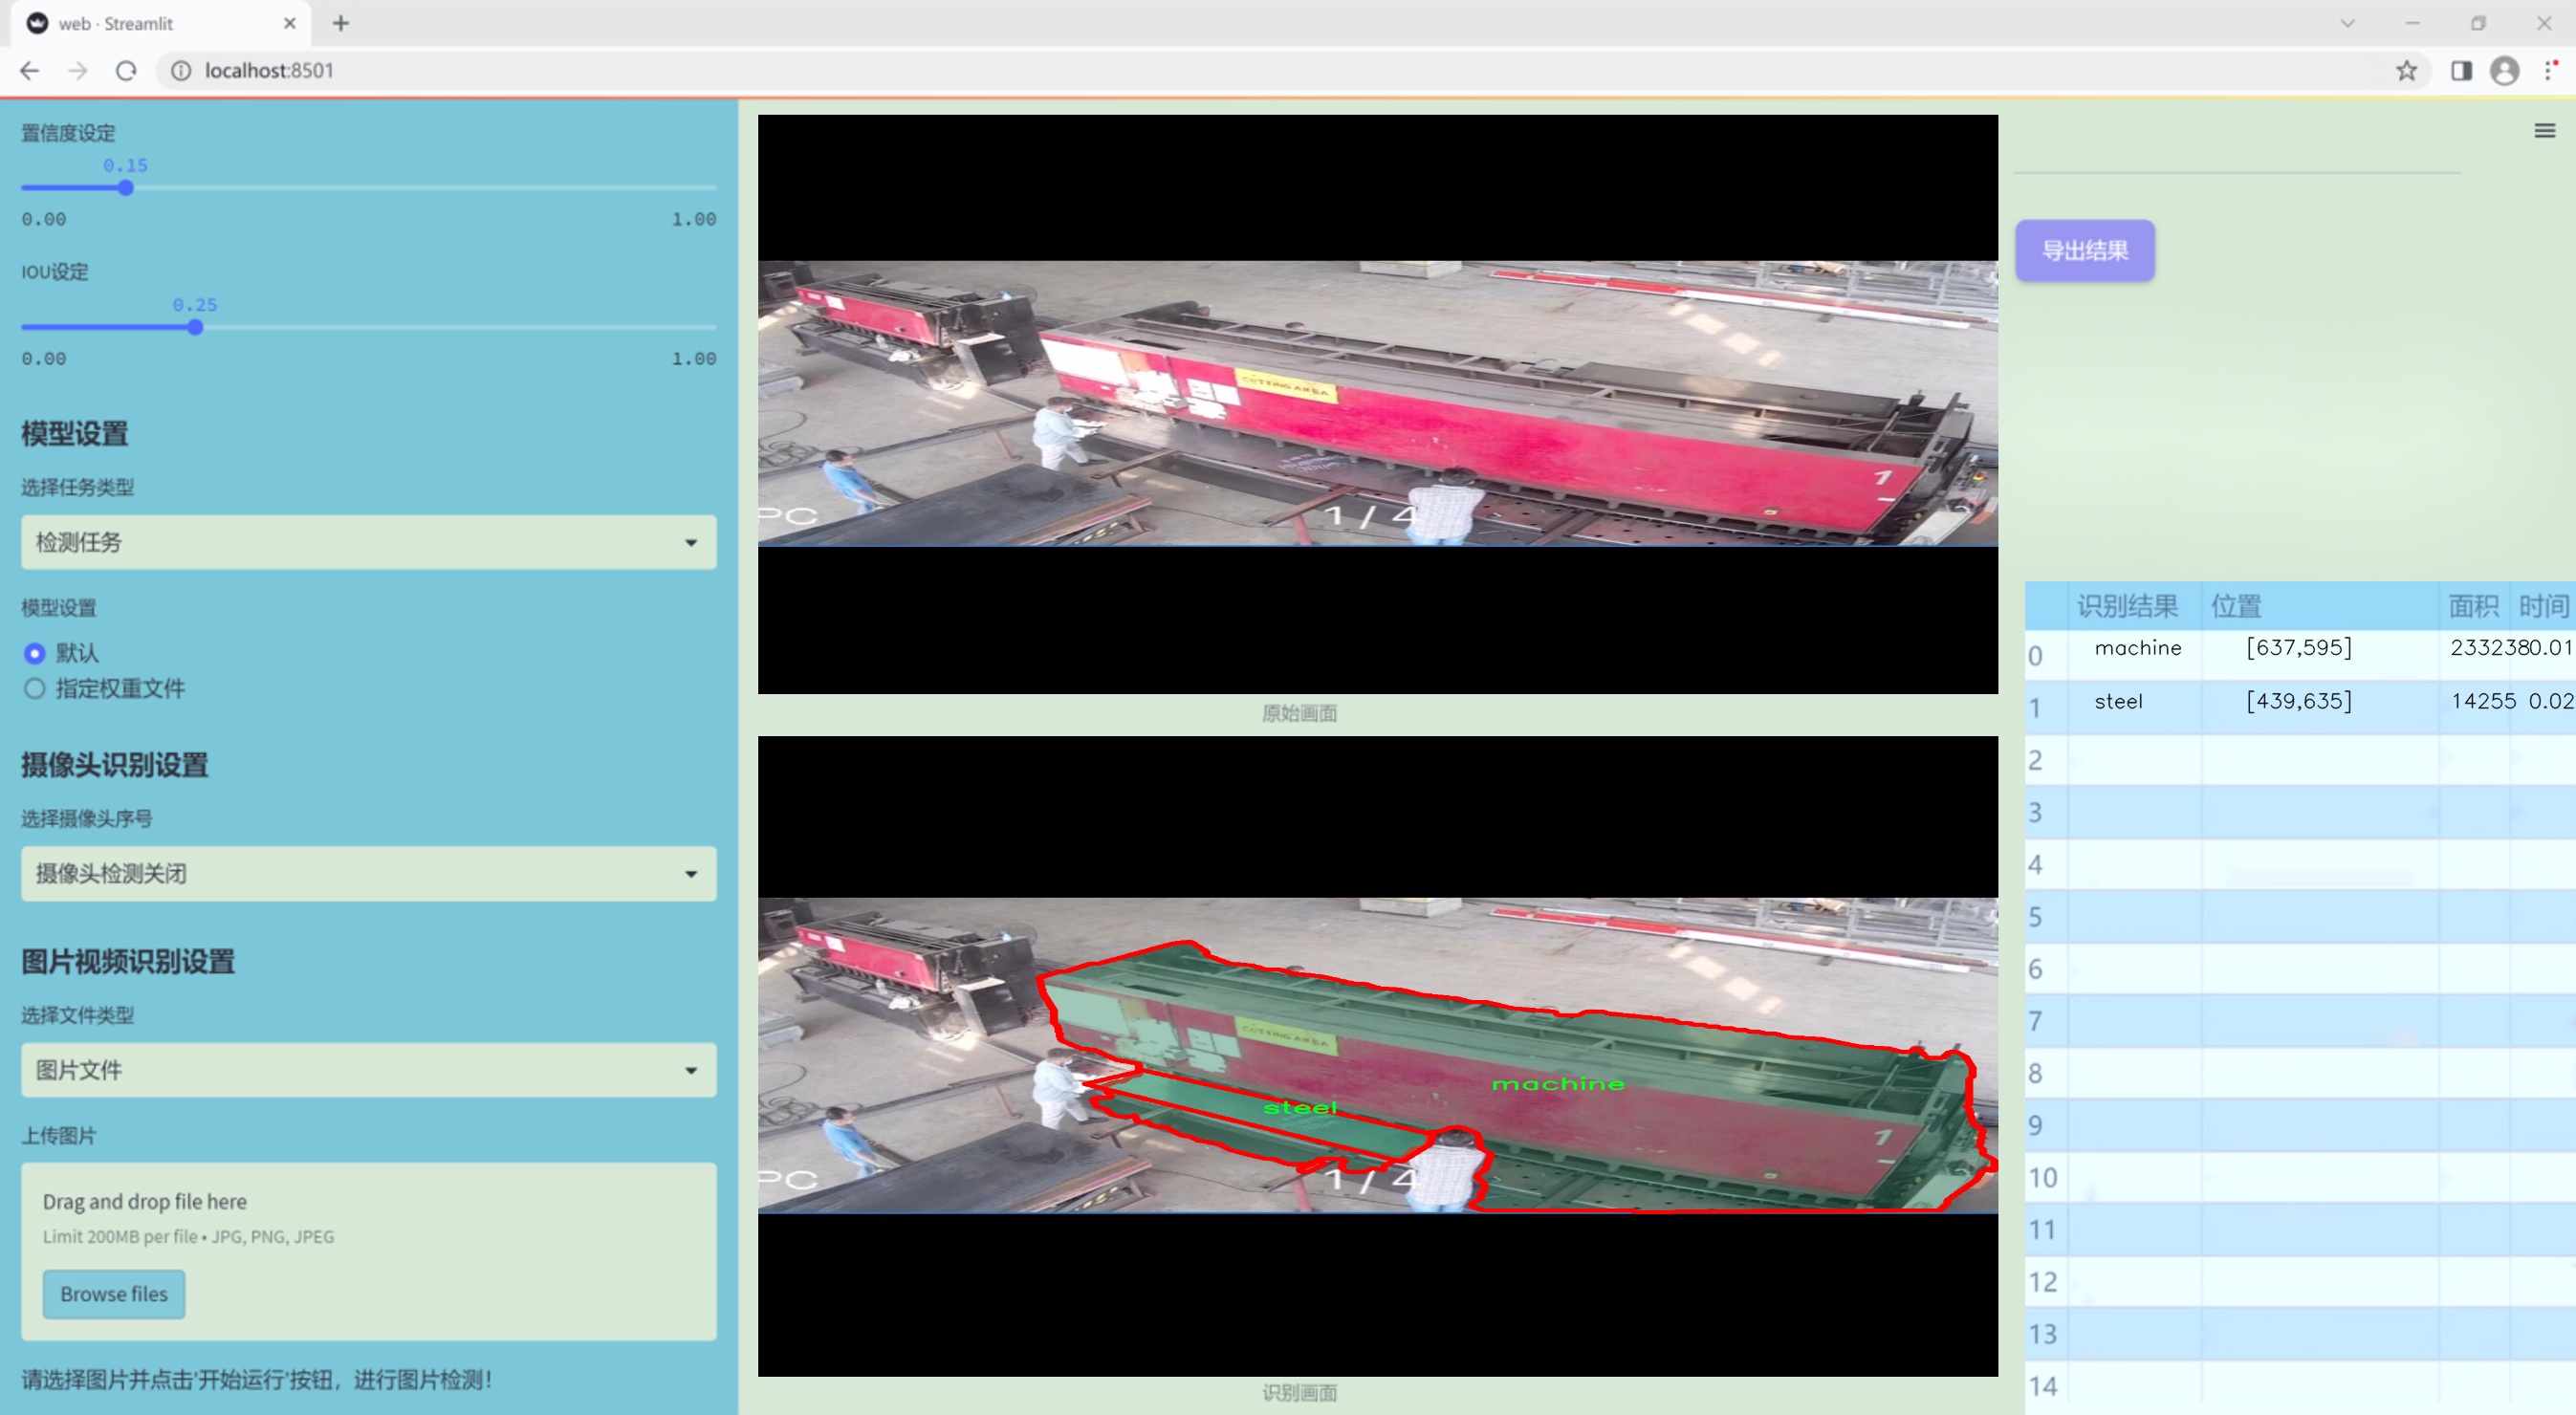 web · Streamlit
localhost:8501
置信度设定
0.15
0.00 1.00
IOU设定
0.25
0.00 1.00
模型设置
选择任务类型
检测任务
模型设置
默认
指定权重文件
摄像头识别设置
选择摄像头序号
摄像头检测关闭
图片视频识别设置
选择文件类型
图片文件
上传图片
Drag and drop file here
Limit 200MB per file • JPG, PNG, JPEG
Browse files
请选择图片并点击'开始运行'按钮，进行图片检测！
CUTTING AREA
1
PC
1 / 4
原始画面
CUTTING AREA
machine
steel
1
PC
1 / 4
识别画面
导出结果
识别结果 位置 面积 时间
0 machine [637,595] 2332380.01
1 steel [439,635] 14255 0.02
2
3
4
5
6
7
8
9
10
11
12
13
14